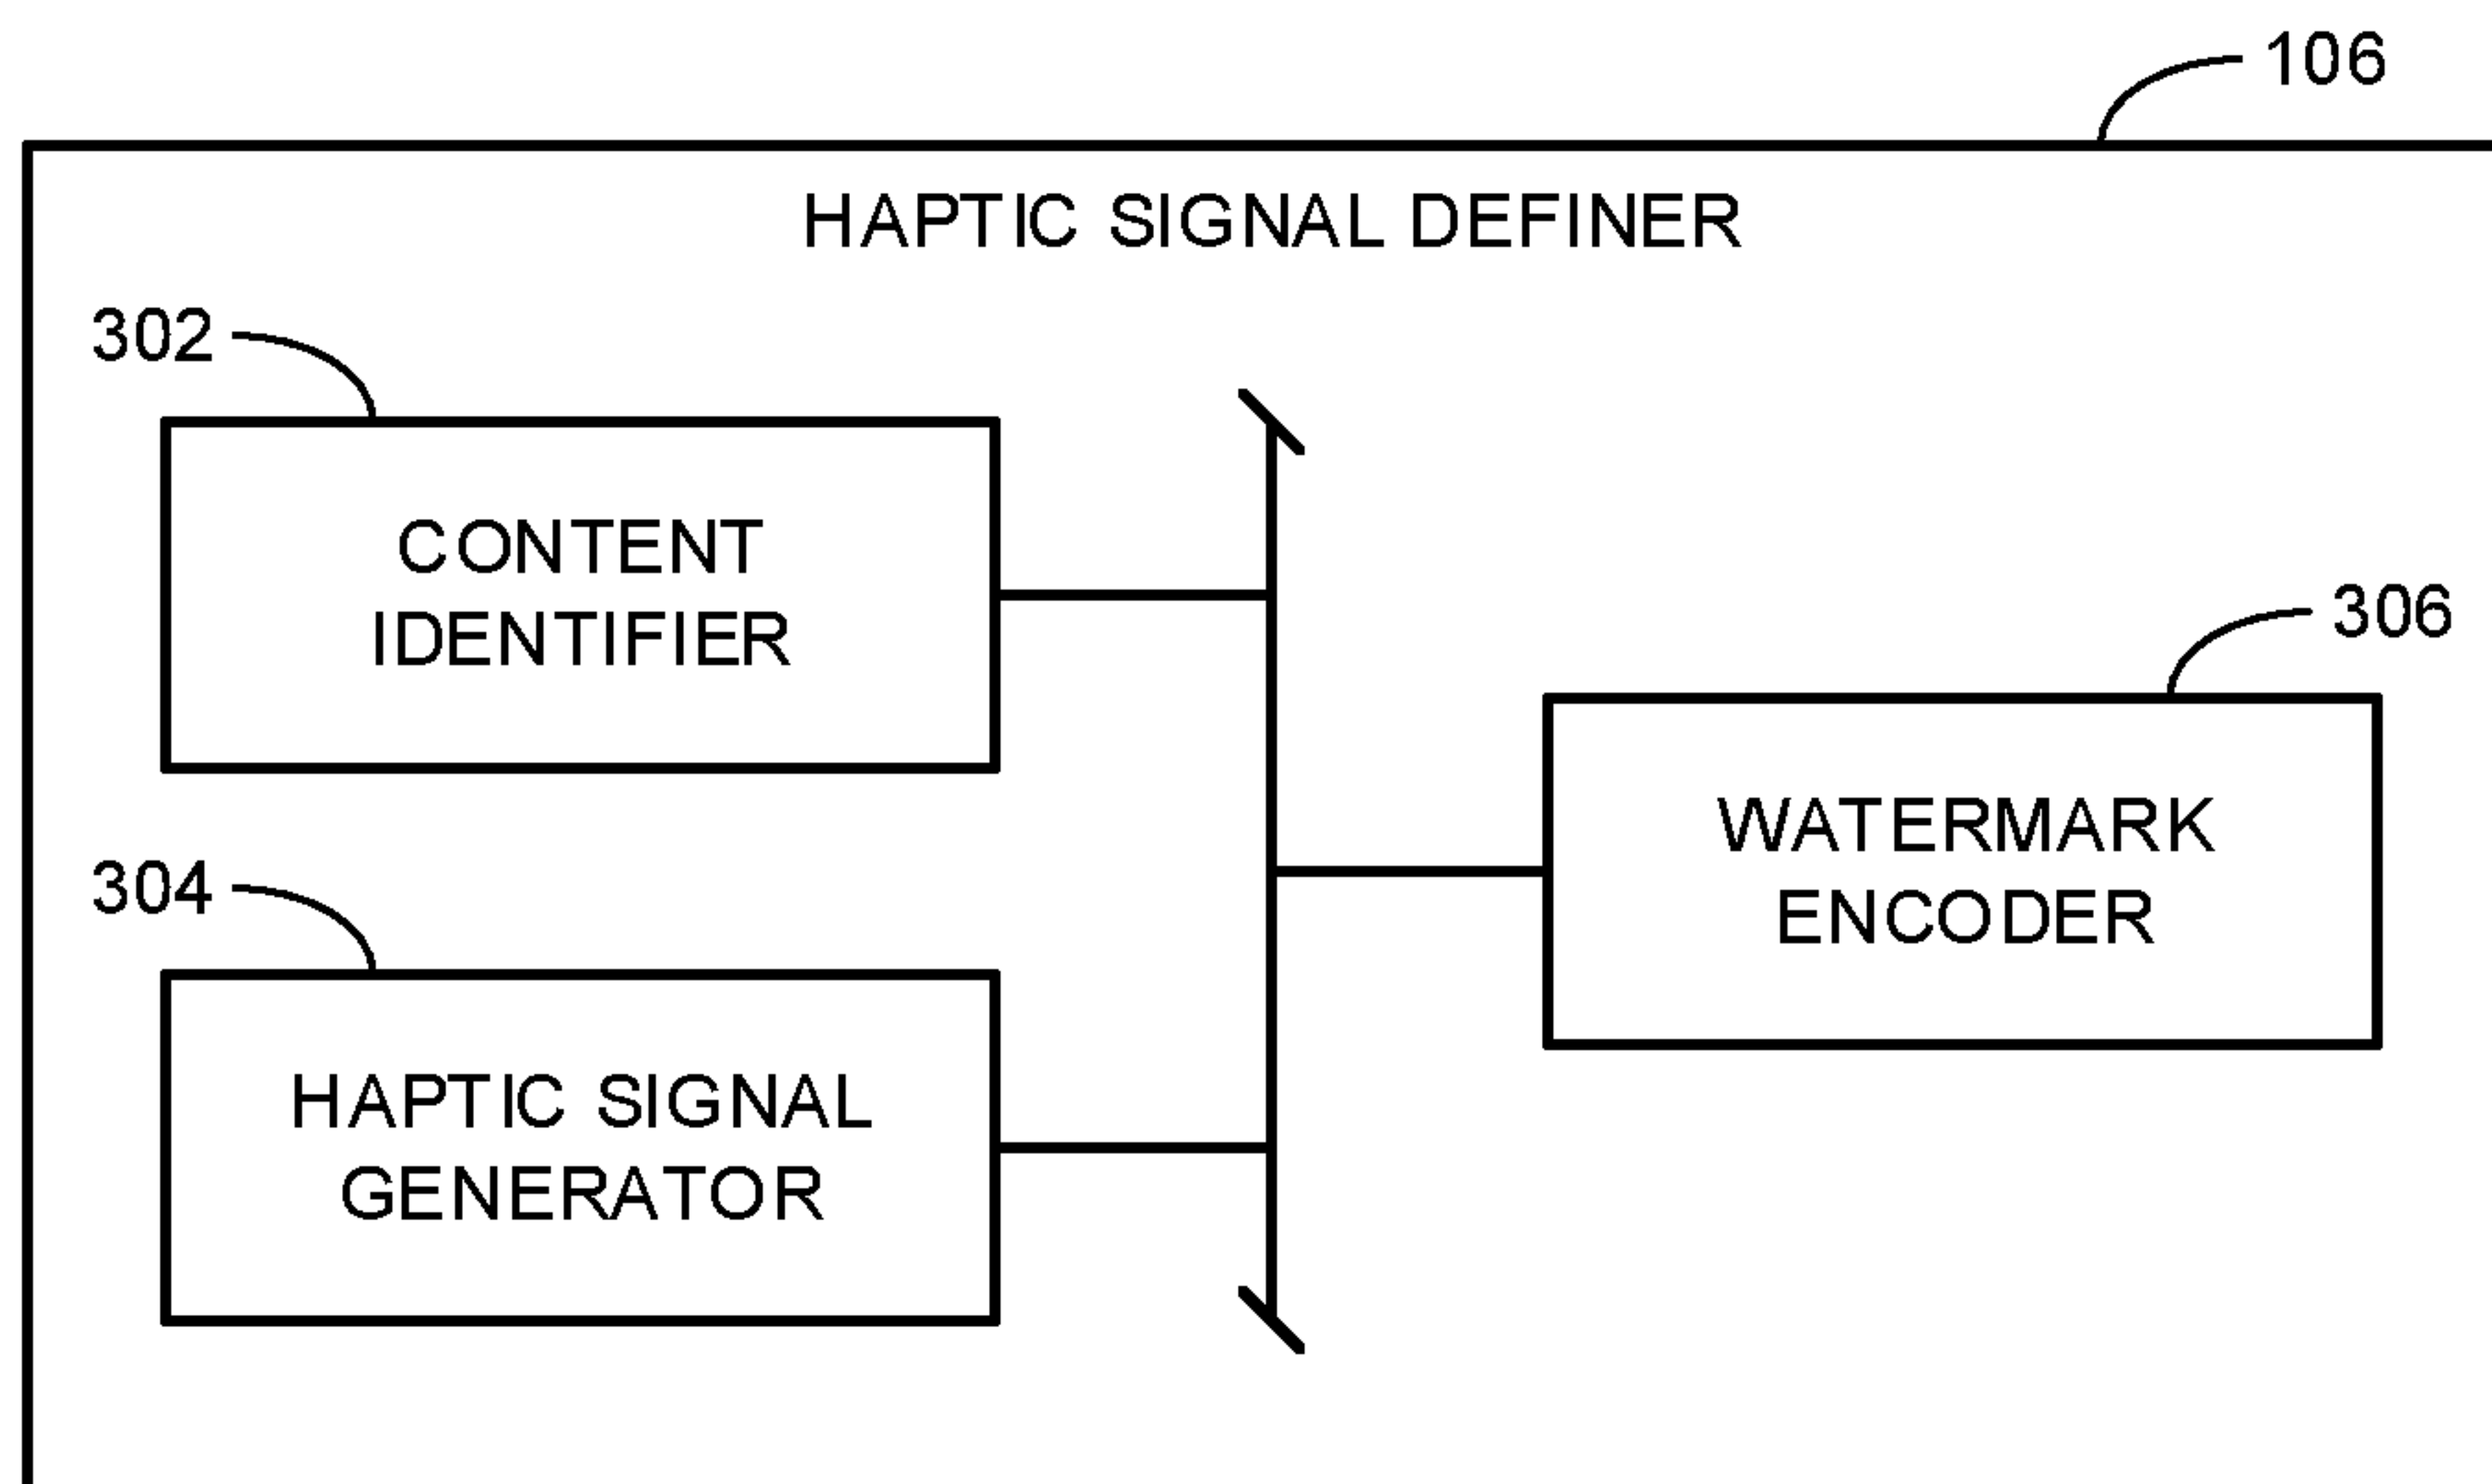 106
HAPTIC SIGNAL DEFINER
302
CONTENT
IDENTIFIER
306
WATERMARK
ENCODER
304
HAPTIC SIGNAL
GENERATOR